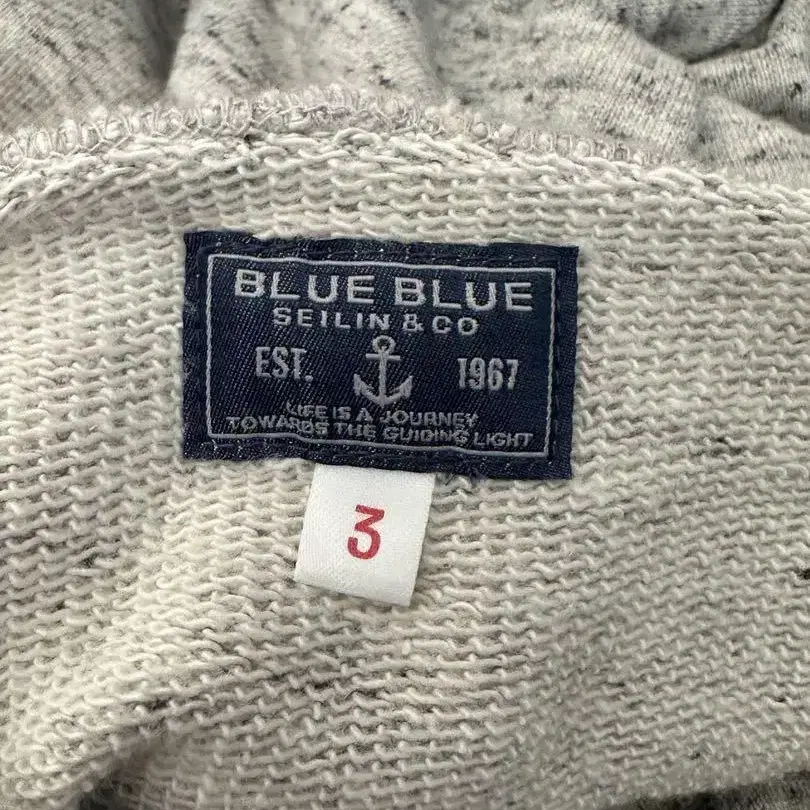 BLUE BLUE
SEILIN & CO
EST. 1967
LIFE IS A JOURNEY
TOWARDS THE GUIDING LIGHT
3